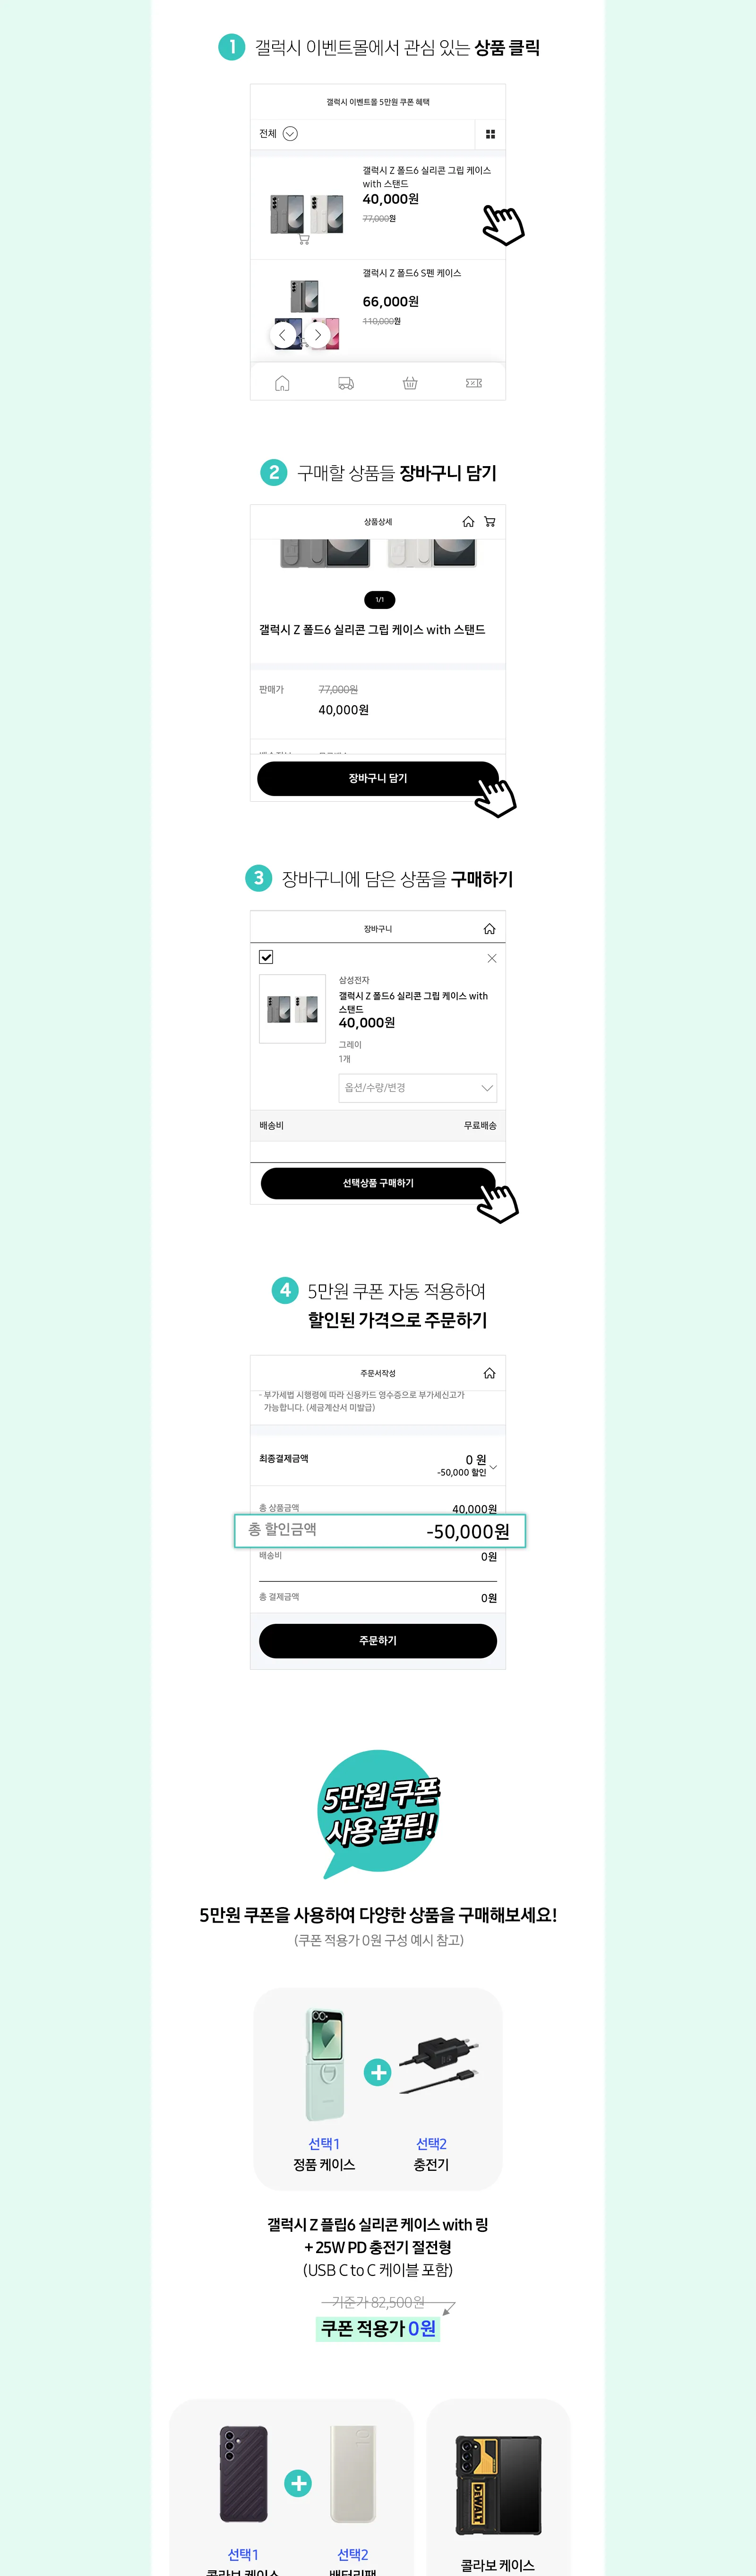 1 갤럭시 이벤트몰에서 관심 있는 상품 클릭
갤럭시 이벤트몰 5만원 쿠폰 혜택
전체
갤럭시 Z 폴드6 실리콘 그립 케이스
with 스탠드
40,000원
77,000원
갤럭시 Z 폴드6 S펜 케이스
66,000원
110,000원
2 구매할 상품들 장바구니 담기
상품상세
1/1
갤럭시 Z 폴드6 실리콘 그립 케이스 with 스탠드
판매가
77,000원
40,000원
장바구니 담기
3 장바구니에 담은 상품을 구매하기
장바구니
삼성전자
갤럭시 Z 폴드6 실리콘 그립 케이스 with
스탠드
40,000원
그레이
1개
옵션/수량/변경
배송비 무료배송
선택상품 구매하기
4 5만원 쿠폰 자동 적용하여
할인된 가격으로 주문하기
주문서작성
- 부가세법 시행령에 따라 신용카드 영수증으로 부가세신고가
가능합니다. (세금계산서 미발급)
최종결제금액 0 원
-50,000 할인
총 상품금액 40,000원
총 할인금액 -50,000원
배송비 0원
총 결제금액 0원
주문하기
5만원 쿠폰
사용 꿀팁!
5만원 쿠폰을 사용하여 다양한 상품을 구매해보세요!
(쿠폰 적용가 0원 구성 예시 참고)
선택1 선택2
정품 케이스 충전기
갤럭시 Z 플립6 실리콘 케이스 with 링
+ 25W PD 충전기 절전형
(USB C to C 케이블 포함)
기준가 82,500원
쿠폰 적용가 0원
DEWALT
선택1 선택2
콜라보 케이스 배터리팩
콜라보 케이스